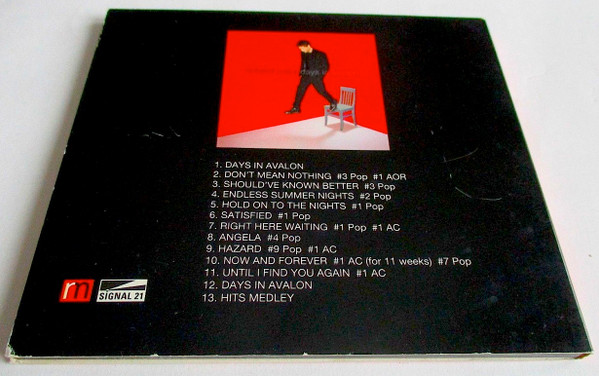 days
1. DAYS IN AVALON
2. DON'T MEAN NOTHING #3 Pop #1 AOR
3. SHOULD'VE KNOWN BETTER #3 Pop
4. ENDLESS SUMMER NIGHTS #2 Pop
5. HOLD ON TO THE NIGHTS #1 Pop
6. SATISFIED #1 Pop
7. RIGHT HERE WAITING #1 Pop #1 AC
8. ANGELA #4 Pop
9. HAZARD #9 Pop #1 AC
10. NOW AND FOREVER #1 AC (for 11 weeks) #7 Pop
11. UNTIL I FIND YOU AGAIN #1 AC
12. DAYS IN AVALON
13. HITS MEDLEY
rm
SIGNAL 21